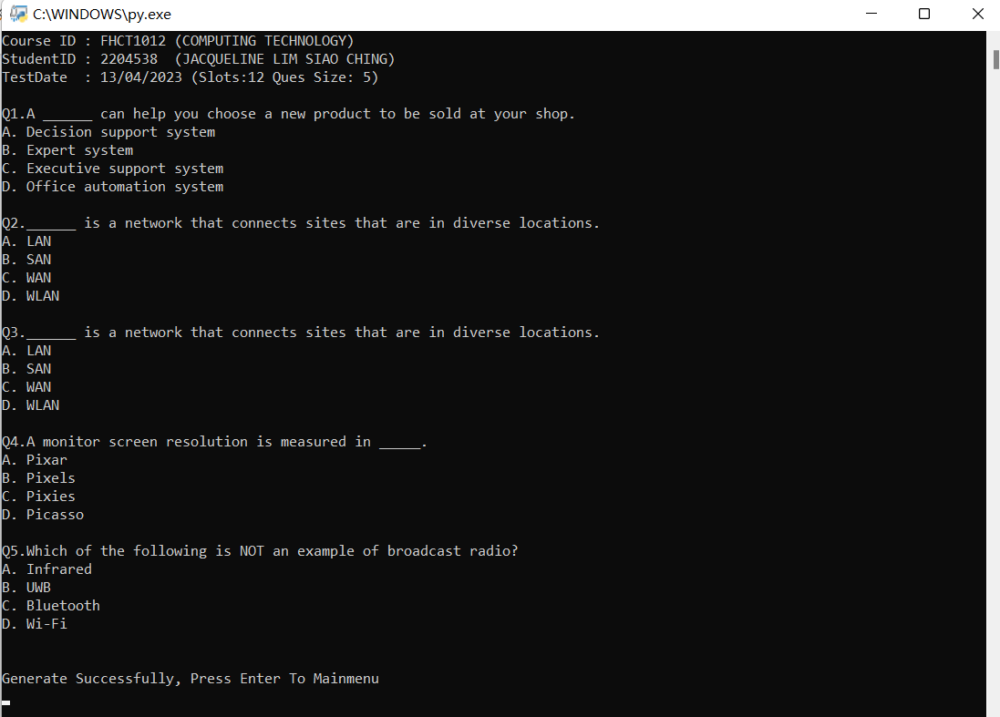 C:\WINDOWS\py.exe
Course ID : FHCT1012 (COMPUTING TECHNOLOGY)
StudentID : 2204538  (JACQUELINE LIM SIAO CHING)
TestDate  : 13/04/2023 (Slots:12 Ques Size: 5)
Q1.A ______ can help you choose a new product to be sold at your shop.
A. Decision support system
B. Expert system
C. Executive support system
D. Office automation system
Q2.______ is a network that connects sites that are in diverse locations.
A. LAN
B. SAN
C. WAN
D. WLAN
Q3.______ is a network that connects sites that are in diverse locations.
A. LAN
B. SAN
C. WAN
D. WLAN
Q4.A monitor screen resolution is measured in _____.
A. Pixar
B. Pixels
C. Pixies
D. Picasso
Q5.Which of the following is NOT an example of broadcast radio?
A. Infrared
B. UWB
C. Bluetooth
D. Wi-Fi
Generate Successfully, Press Enter To Mainmenu